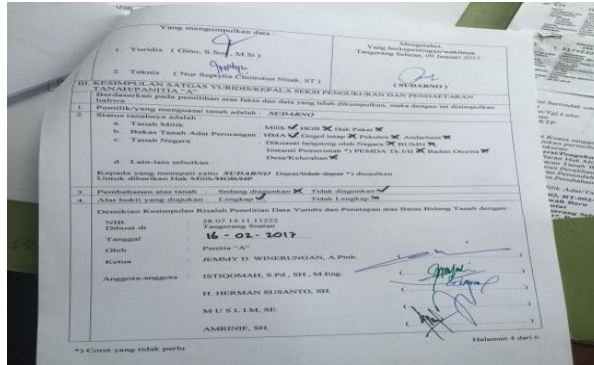 Yang mengumpulkan data :
1. Yuridis ( Gino, S.Sos, M.Si )
2. Teknis ( Nur Septylia Choirotun Nisak, ST )
Mengetahui,
Yang berkepentingan/wakilnya
Tangerang Selatan, 09 Januari 2017.
(SUDARNO)
III. KESIMPULAN SATGAS YURIDIS/KEPALA SEKSI PENGUKURAN DAN PENDAFTARAN
TANAH/PANITIA "A"
Berdasarkan pada penilitian atas fakta dan data yang telah dikumpulkan, maka dengan ini disimpulkan
bahwa
1. Pemilik/yang menguasai tanah adalah : SUDARNO
2. Status tanahnya adalah
a. Tanah Milik : Milik ✔ HGB ✖ Hak Pakai ✖
b. Bekas Tanah Adat Perorangan : HMA ✔ Gogol tetap ✖ Pekulen ✖ Andarbeni ✖
c. Tanah Negara : Dikuasai langsung oleh Negara ✖ BUMN ✖
Instansi Pemerintah *) PEMDA Tk.I/II ✖ Badan Otorita ✖
Desa/Kelurahan ✖
d. Lain-lain sebutkan :
Kepada yang menempati yaitu SUDARNO Dapat/tidak dapat *) diusulkan
Untuk diberikan Hak Milik/HGB/HP
3. Pembebanan atas tanah : Sedang diagunkan ✖ Tidak diagunkan ✔
4. Alat bukti yang diajukan : Lengkap ✔ Tidak Lengkap ✖
Demikian Kesimpulan Risalah Penelitian Data Yuridis dan Penetapan atas Batas Bidang Tanah dengan :
NIB : 28.07.14.11.11222
Dibuat di : Tangerang Selatan
Tanggal : 16 - 02 - 2017
Oleh : Panitia "A"
Ketua : JEMMY D. WINERUNGAN, A.Ptnh
Anggota-anggota : ISTIQOMAH, S.Pd., SH., M.Eng.
H. HERMAN SUSANTO, SH.
M U S L I M, SE.
AMRINIF, SH.
*) Coret yang tidak perlu
Halaman 4 dari 6